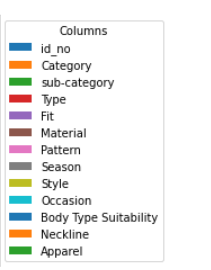 Columns
id_no
Category
sub-category
Type
Fit
Material
Pattern
Season
Style
Occasion
Body Type Suitability
Neckline
Apparel